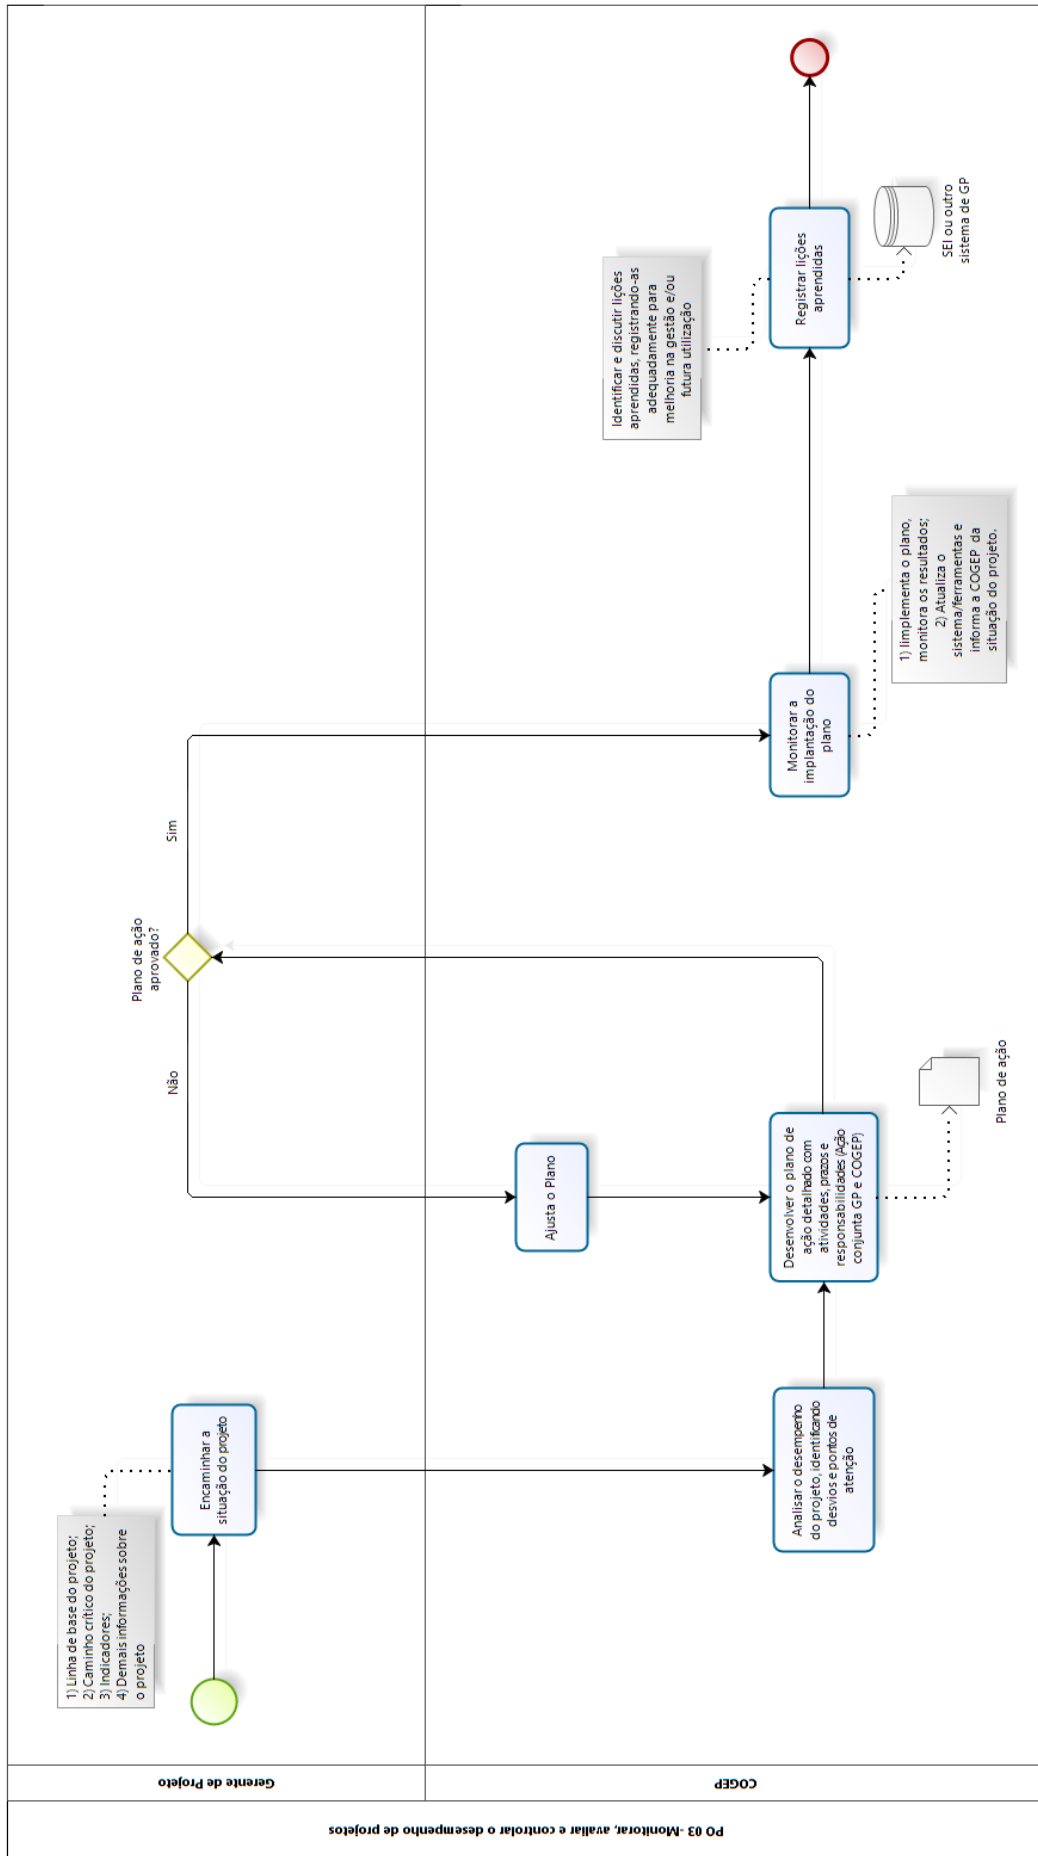 PO 03 - Monitorar, avaliar e controlar o desempenho de projetos
Gerente de Projeto
COGEP
1) Linha de base do projeto;
2) Caminho crítico do projeto;
3) Indicadores;
4) Demais informações sobre
o projeto
Encaminhar a
situação do projeto
Analisar o desempenho
do projeto, identificando
desvios e pontos de
atenção
Desenvolver o plano de
ação detalhado com
atividades, prazos e
responsabilidades (Ação
conjunta GP e COGEP)
Plano de ação
Ajusta o Plano
Não
Plano de ação
aprovado?
Sim
Monitorar a
implantação do
plano
1) Iimplementa o plano,
monitora os resultados;
2) Atualiza o
sistema/ferramentas e
informa a COGEP da
situação do projeto.
Identificar e discutir lições
aprendidas, registrando-as
adequadamente para
melhoria na gestão e/ou
futura utilização
Registrar lições
aprendidas
SEI ou outro
sistema de GP